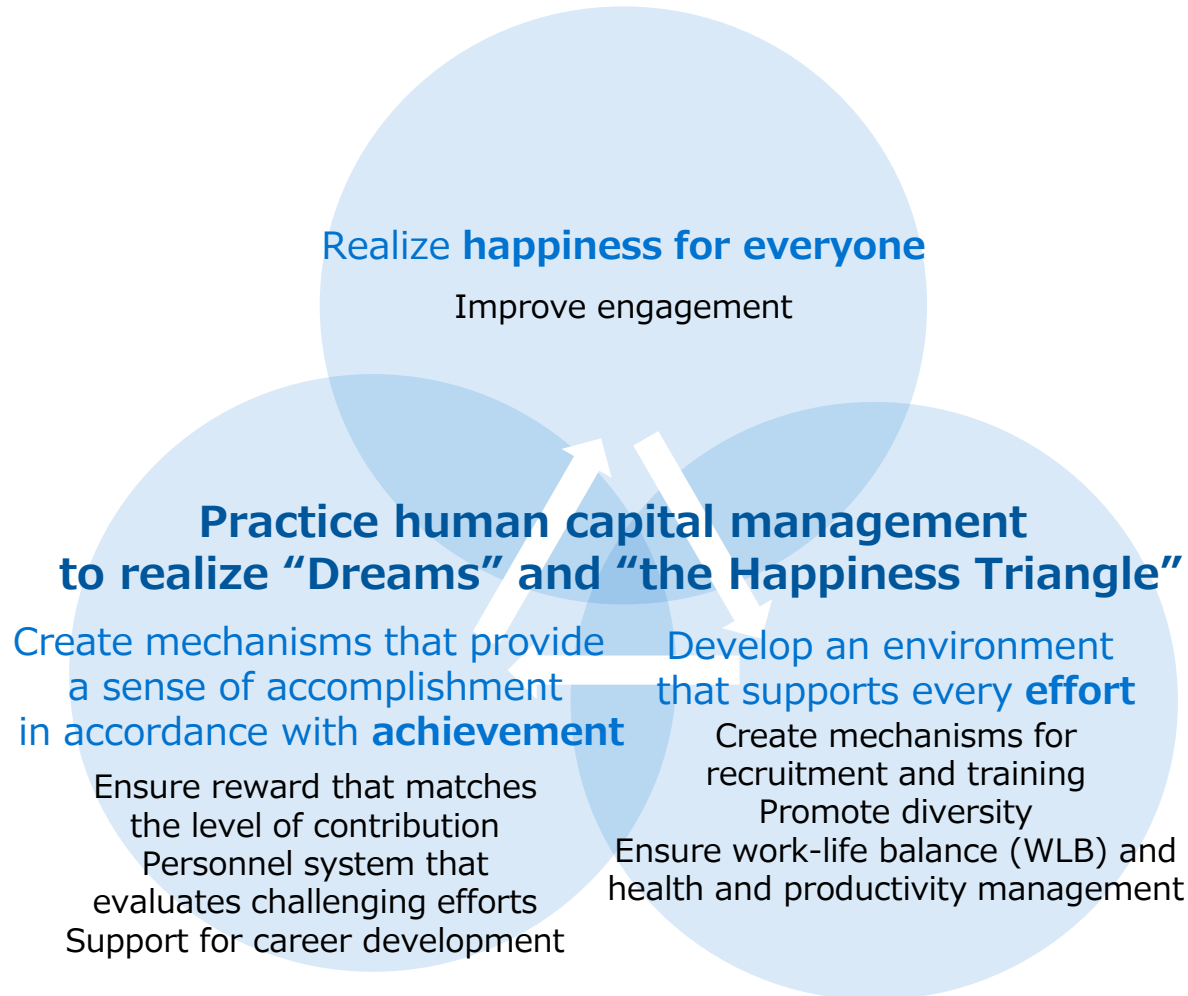 Realize happiness for everyone
Improve engagement
Practice human capital management
to realize “Dreams” and “the Happiness Triangle”
Create mechanisms that provide
a sense of accomplishment
in accordance with achievement
Ensure reward that matches
the level of contribution
Personnel system that
evaluates challenging efforts
Support for career development
Develop an environment
that supports every effort
Create mechanisms for
recruitment and training
Promote diversity
Ensure work-life balance (WLB) and
health and productivity management